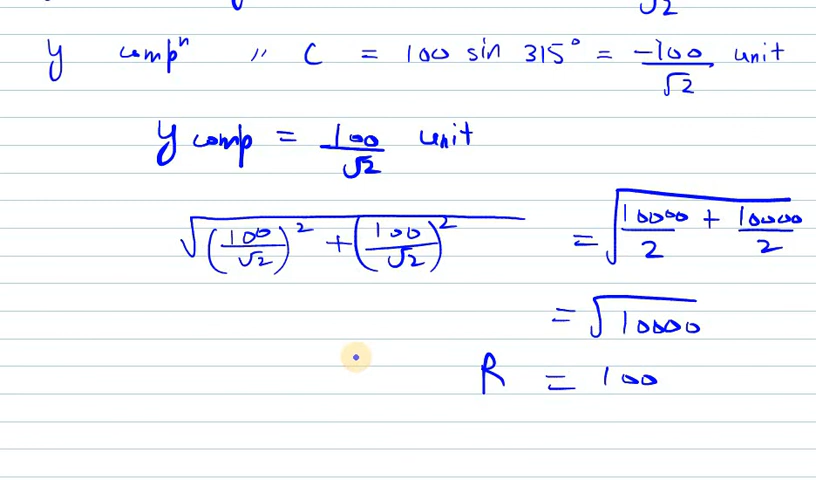 √2
y compⁿ ,, C = 100 sin 315° = -100/√2 unit
y comp = 100/√2 unit
√((100/√2)² + (100/√2)²) = √(10000/2 + 10000/2)
= √10000
R = 100